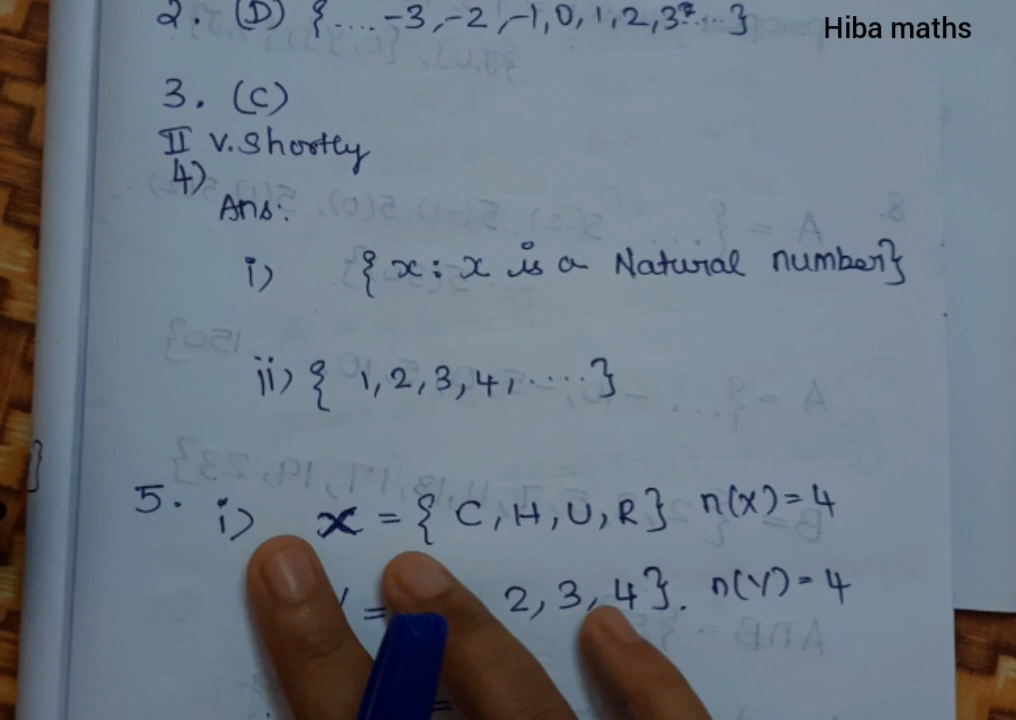 2. (D) {.... -3, -2, -1, 0, 1, 2, 3 .... }
Hiba maths
3. (C)
II V. Shortly
4)
Ans:
i) {x : x is a Natural number}
ii) { 1, 2, 3, 4, ..... }
5. i) X = { C, H, U, R } n(X) = 4
= 2, 3, 4 }. n(Y) = 4